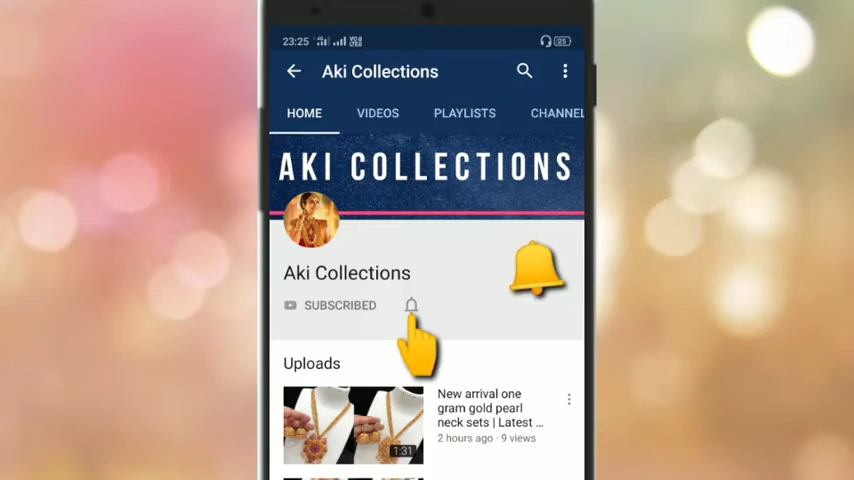 23:25
25
Aki Collections
HOME VIDEOS PLAYLISTS CHANNEL
AKI COLLECTIONS
Aki Collections
SUBSCRIBED
Uploads
New arrival one
gram gold pearl
neck sets | Latest ...
2 hours ago · 9 views
1:31